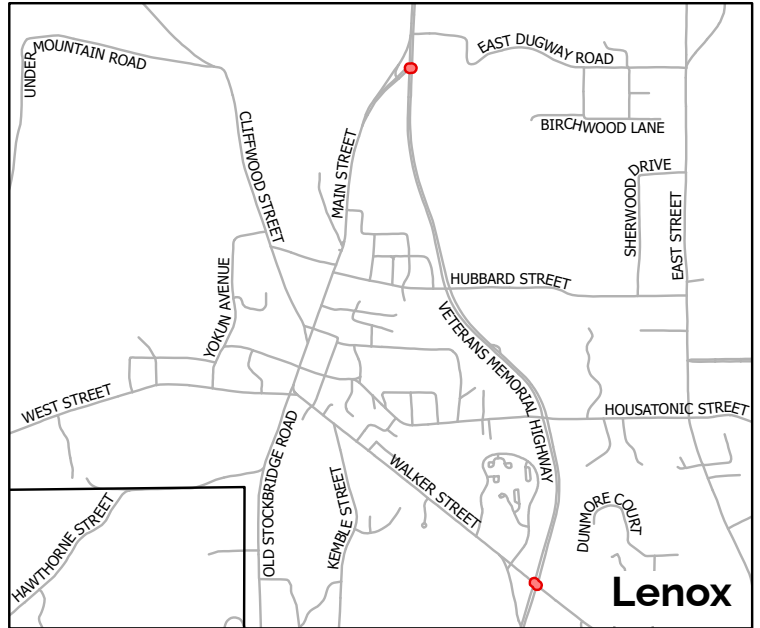 EAST DUGWAY ROAD
UNDER MOUNTAIN ROAD
BIRCHWOOD LANE
CLIFFWOOD STREET
MAIN STREET
SHERWOOD DRIVE
EAST STREET
HUBBARD STREET
YOKUN AVENUE
VETERANS MEMORIAL HIGHWAY
WEST STREET
HOUSATONIC STREET
OLD STOCKBRIDGE ROAD
WALKER STREET
KEMBLE STREET
DUNMORE COURT
HAWTHORNE STREET
Lenox